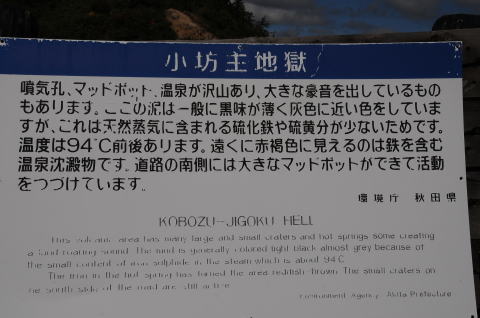 小坊主地獄
噴気孔、マッドポット、温泉が沢山あり、大きな豪音を出しているもの
もあります。ここの泥は一般に黒味が薄く灰色に近い色をしていま
すが、これは天然蒸気に含まれる硫化鉄や硫黄分が少ないためです。
温度は94℃前後あります。遠くに赤褐色に見えるのは鉄を含む
温泉沈澱物です。道路の南側には大きなマッドポットができて活動
をつづけています。
環境庁 秋田県
KOBOZU-JIGOKU HELL
This volcanic area has many large and small craters and hot springs some creating
a loud roaring sound. The mud is generally colored light black almost grey because of
the small content of iron sulphide in the steam which is about 94℃
The iron in the hot spring has turned the area reddish-brown The small craters on
the south side of the road are still active
Environment Agency, Akita Prefecture